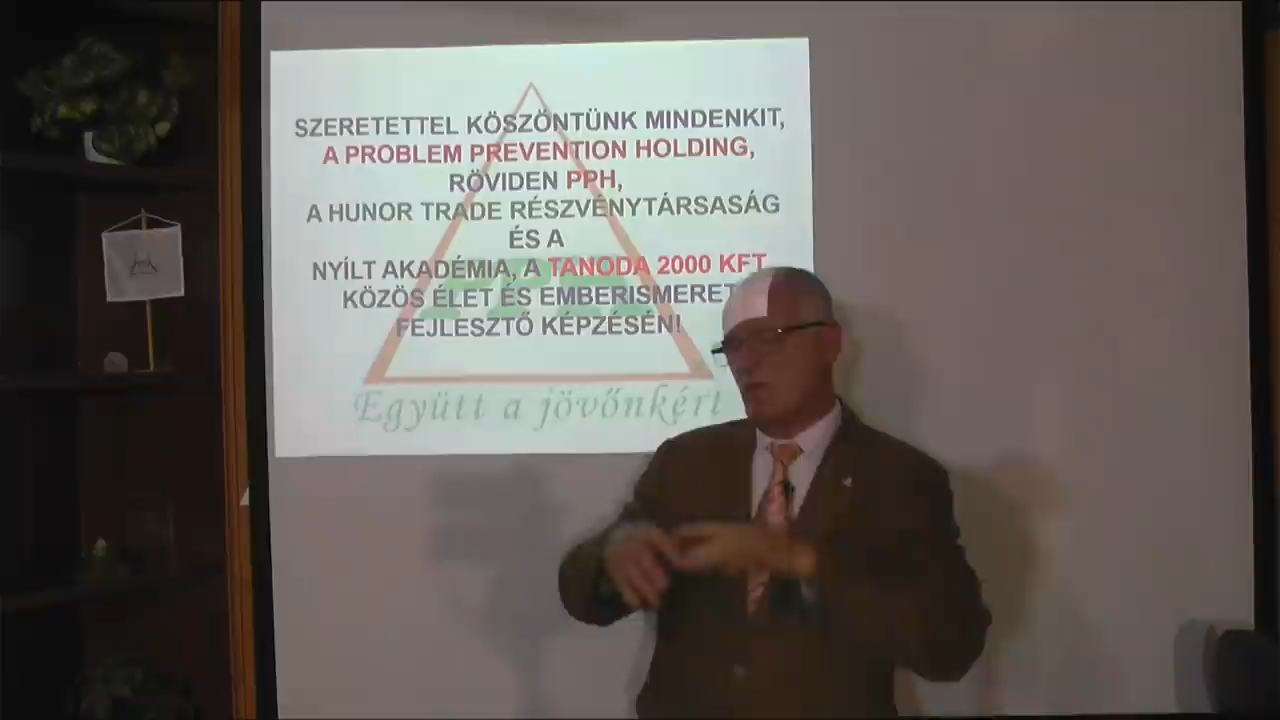 SZERETETTEL KÖSZÖNTÜNK MINDENKIT,
A PROBLEM PREVENTION HOLDING,
RÖVIDEN PPH,
A HUNOR TRADE RÉSZVÉNYTÁRSASÁG
ÉS A
NYÍLT AKADÉMIA, A TANODA 2000 KFT
KÖZÖS ÉLET ÉS EMBERISMERET
FEJLESZTŐ KÉPZÉSÉN!
Együtt a jövőnkért